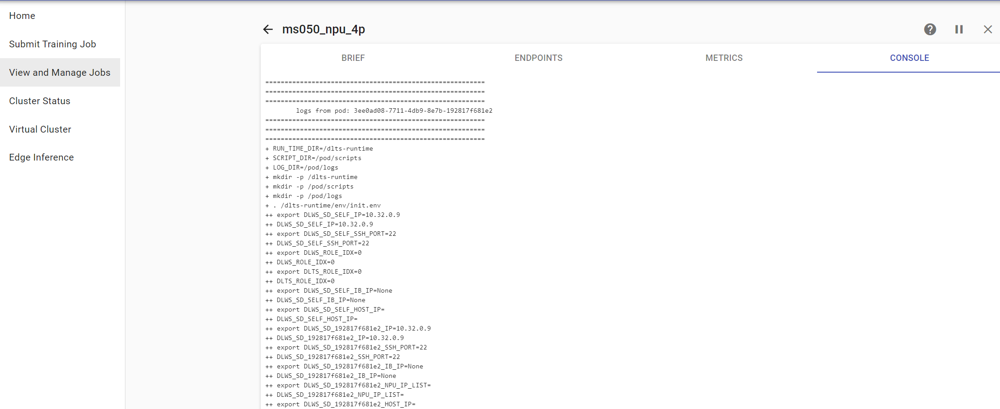 Home
Submit Training Job
View and Manage Jobs
Cluster Status
Virtual Cluster
Edge Inference
ms050_npu_4p
BRIEF ENDPOINTS METRICS CONSOLE
=========================================================
=========================================================
=========================================================
logs from pod: 3ee0ad08-7711-4db9-8e7b-192817f681e2
=========================================================
=========================================================
=========================================================
+ RUN_TIME_DIR=/dlts-runtime
+ SCRIPT_DIR=/pod/scripts
+ LOG_DIR=/pod/logs
+ mkdir -p /dlts-runtime
+ mkdir -p /pod/scripts
+ mkdir -p /pod/logs
+ . /dlts-runtime/env/init.env
++ export DLWS_SD_SELF_IP=10.32.0.9
++ DLWS_SD_SELF_IP=10.32.0.9
++ export DLWS_SD_SELF_SSH_PORT=22
++ DLWS_SD_SELF_SSH_PORT=22
++ export DLWS_ROLE_IDX=0
++ DLWS_ROLE_IDX=0
++ export DLTS_ROLE_IDX=0
++ DLTS_ROLE_IDX=0
++ export DLWS_SD_SELF_IB_IP=None
++ DLWS_SD_SELF_IB_IP=None
++ export DLWS_SD_SELF_HOST_IP=
++ DLWS_SD_SELF_HOST_IP=
++ export DLWS_SD_192817f681e2_IP=10.32.0.9
++ DLWS_SD_192817f681e2_IP=10.32.0.9
++ export DLWS_SD_192817f681e2_SSH_PORT=22
++ DLWS_SD_192817f681e2_SSH_PORT=22
++ export DLWS_SD_192817f681e2_IB_IP=None
++ DLWS_SD_192817f681e2_IB_IP=None
++ export DLWS_SD_192817f681e2_NPU_IP_LIST=
++ DLWS_SD_192817f681e2_NPU_IP_LIST=
++ export DLWS_SD_192817f681e2_HOST_IP=